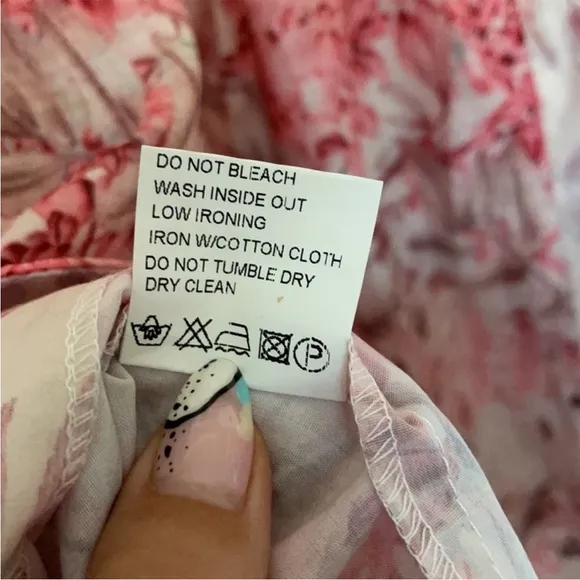 DO NOT BLEACH
WASH INSIDE OUT
LOW IRONING
IRON W/COTTON CLOTH
DO NOT TUMBLE DRY
DRY CLEAN
P